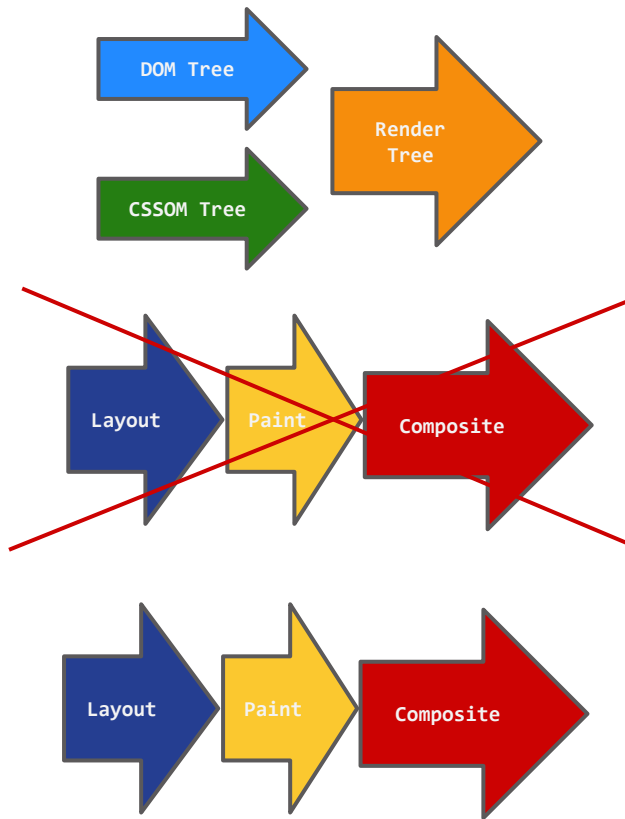 DOM Tree
Render
Tree
CSSOM Tree
Layout
Paint
Composite
Layout
Paint
Composite